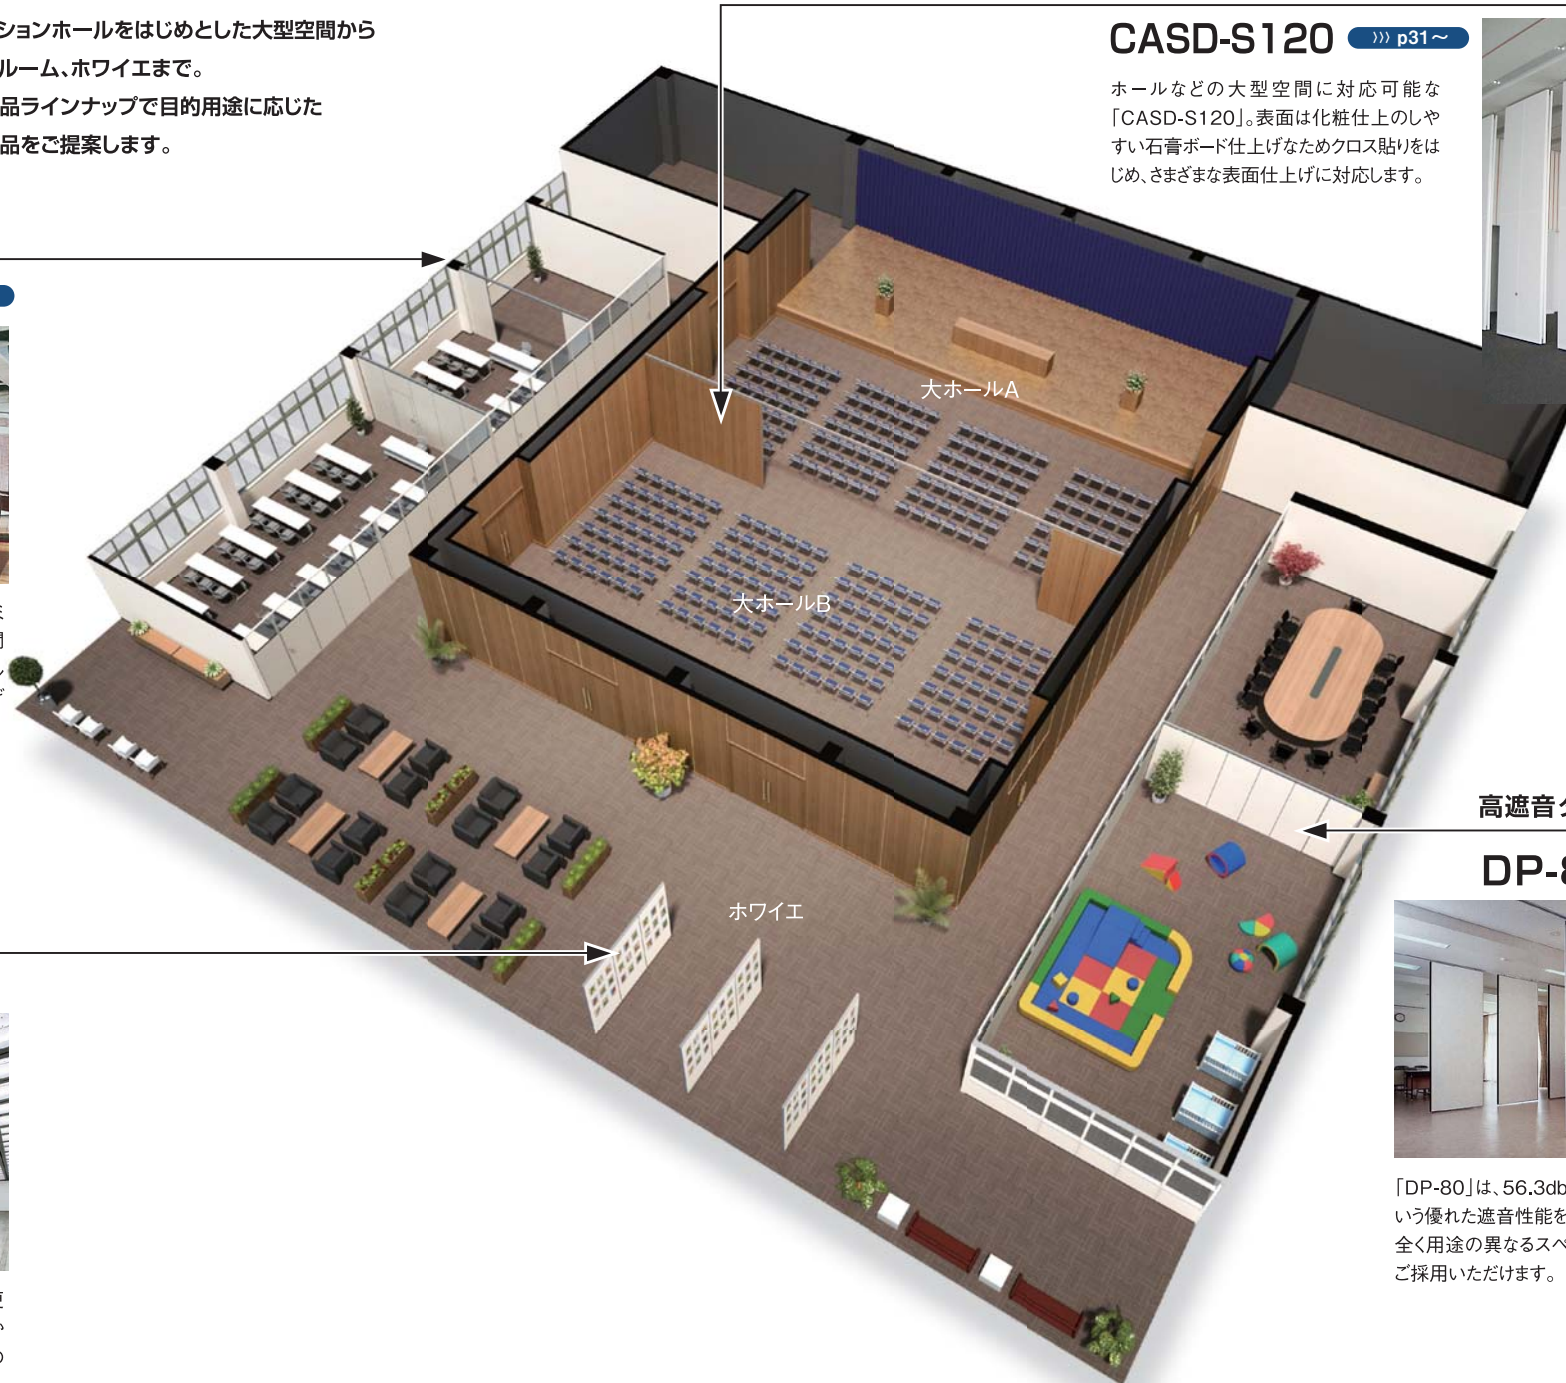 ションホールをはじめとした大型空間から
ルーム、ホワイエまで。
品ラインナップで目的用途に応じた
品をご提案します。
CASD-S120 ››› p31〜
ホールなどの大型空間に対応可能な
「CASD-S120」。表面は化粧仕上のしや
すい石膏ボード仕上げなためクロス貼りをは
じめ、さまざまな表面仕上げに対応します。
大ホールA
大ホールB
ホワイエ
高遮音
DP-8
「DP-80」は、56.3db
いう優れた遮音性能を
全く用途の異なるスペ
ご採用いただけます。